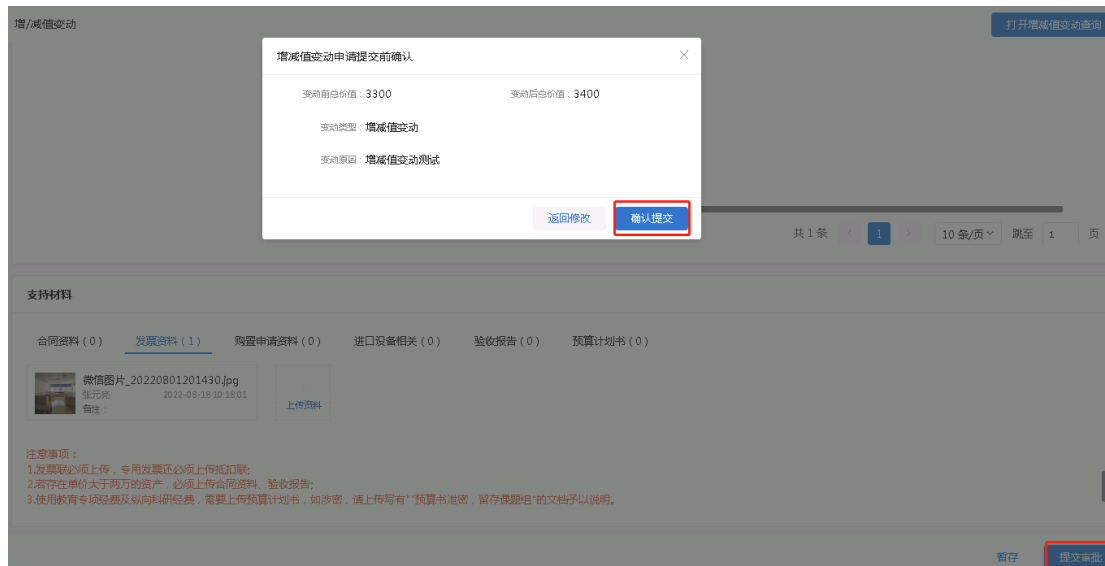 增/减值变动
打开增减值变动查询
增减值变动申请提交前确认
变动前总价值: 3300 变动后总价值: 3400
变动类型: 增减值变动
变动原因: 增减值变动测试
返回修改 确认提交
共 1 条 < 1 > 10 条/页 跳至 1 页
支持材料
合同资料 ( 0 ) 发票资料 ( 1 ) 购置申请资料 ( 0 ) 进口设备相关 ( 0 ) 验收报告 ( 0 ) 预算计划书 ( 0 )
微信图片_20220801201430.jpg
张元亮 2022-08-18 10:18:01
备注 :
上传资料
注意事项 :
1.发票联必须上传，专用发票还必须上传抵扣联;
2.若存在单价大于两万的资产，必须上传合同资料、验收报告;
3.使用教育专项经费及纵向科研经费，需要上传预算计划书，如涉密，请上传写有""预算书泄密，留存课题组"的文档予以说明。
暂存 提交审批